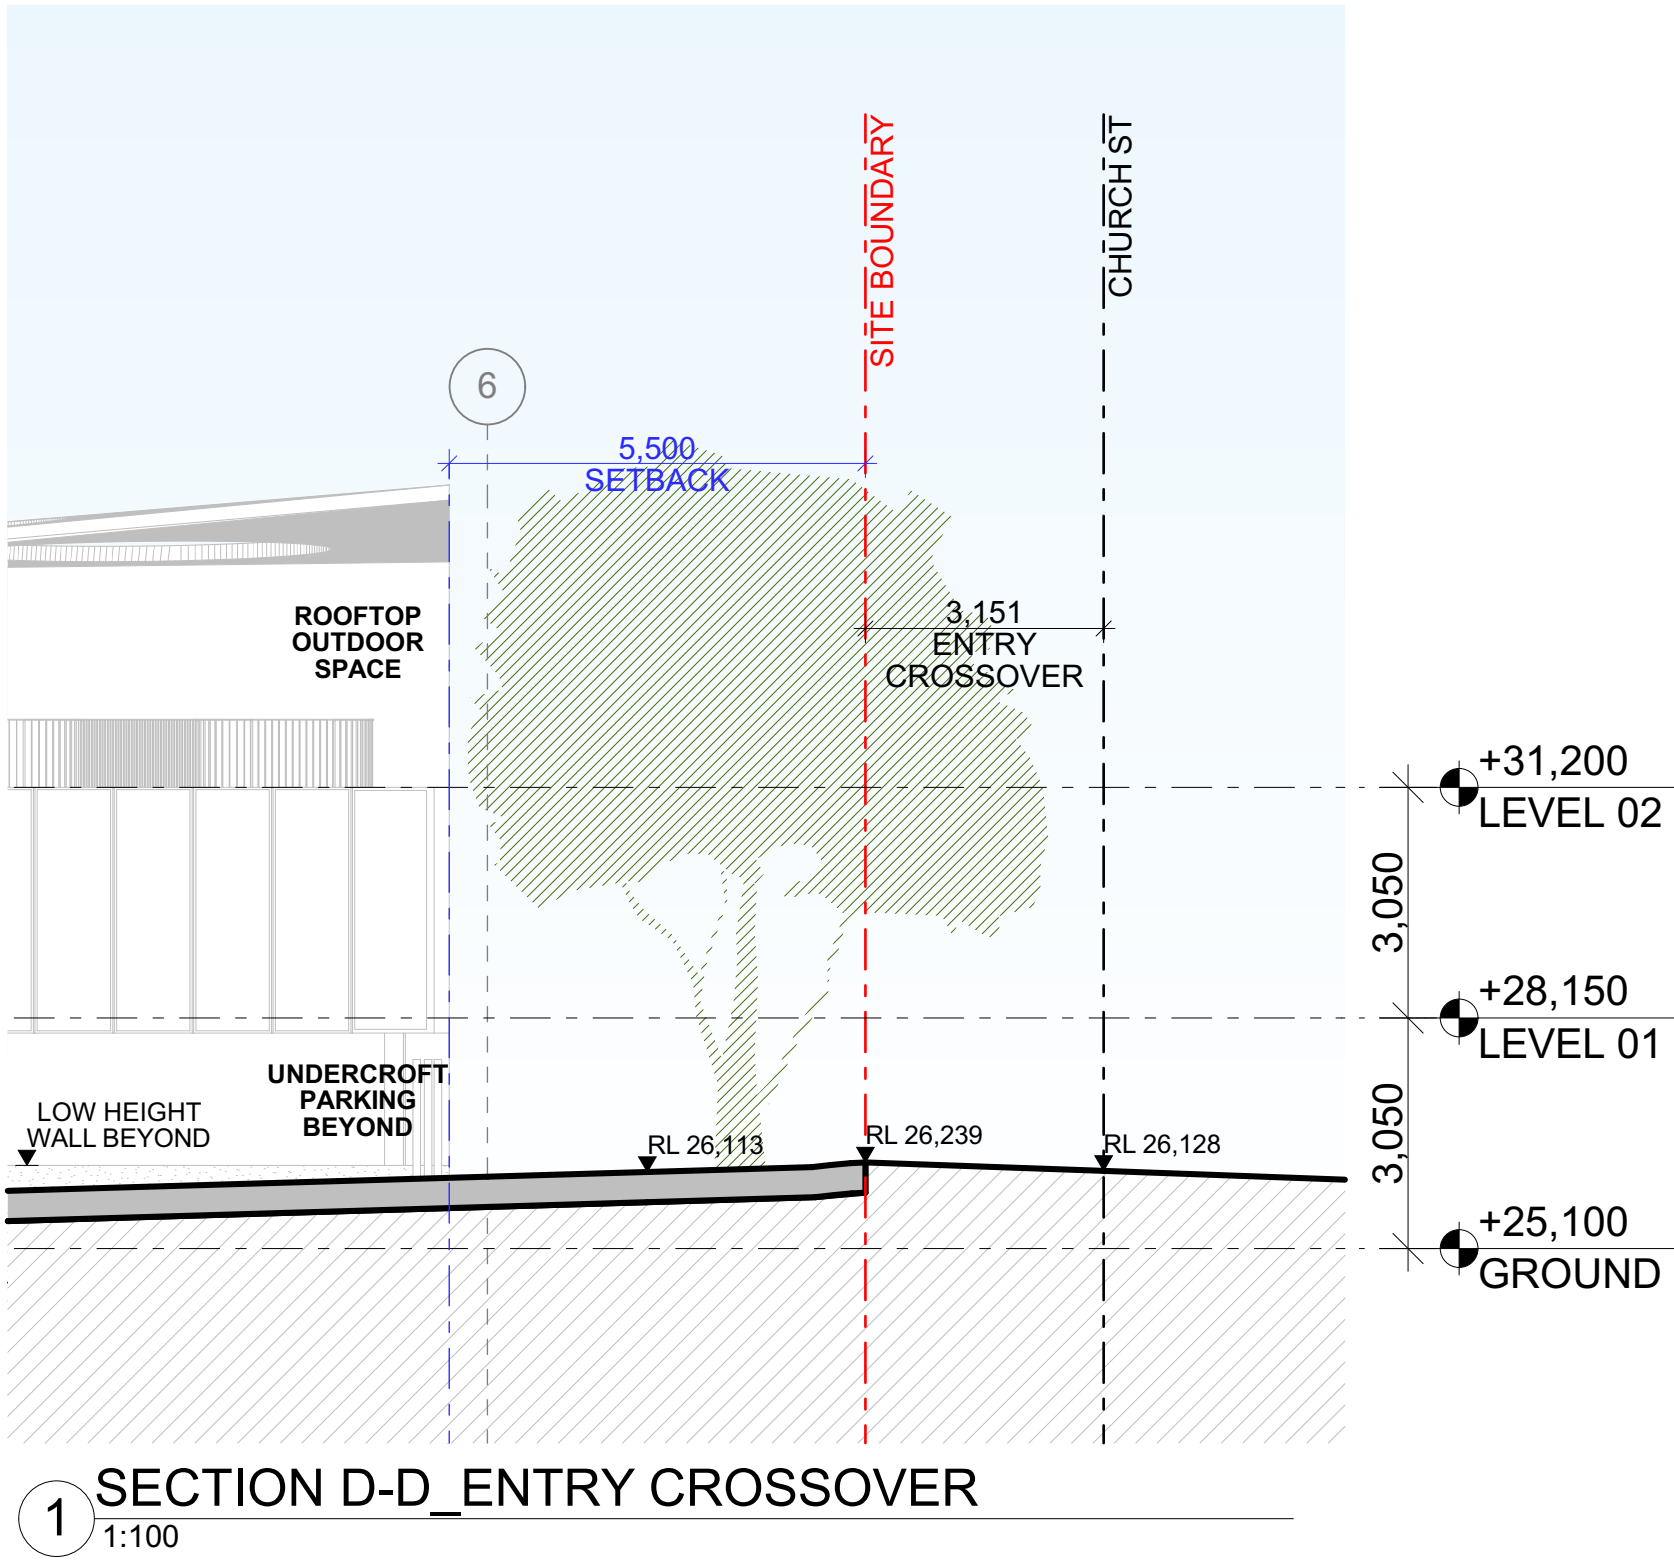 SITE BOUNDARY
CHURCH ST
6
5,500
SETBACK
3,151
ENTRY
CROSSOVER
ROOFTOP
OUTDOOR
SPACE
+31,200
LEVEL 02
3,050
+28,150
LEVEL 01
UNDERCROFT
PARKING
BEYOND
LOW HEIGHT
WALL BEYOND
RL 26,113
RL 26,239
RL 26,128
3,050
+25,100
GROUND
1
SECTION D-D_ENTRY CROSSOVER
1:100